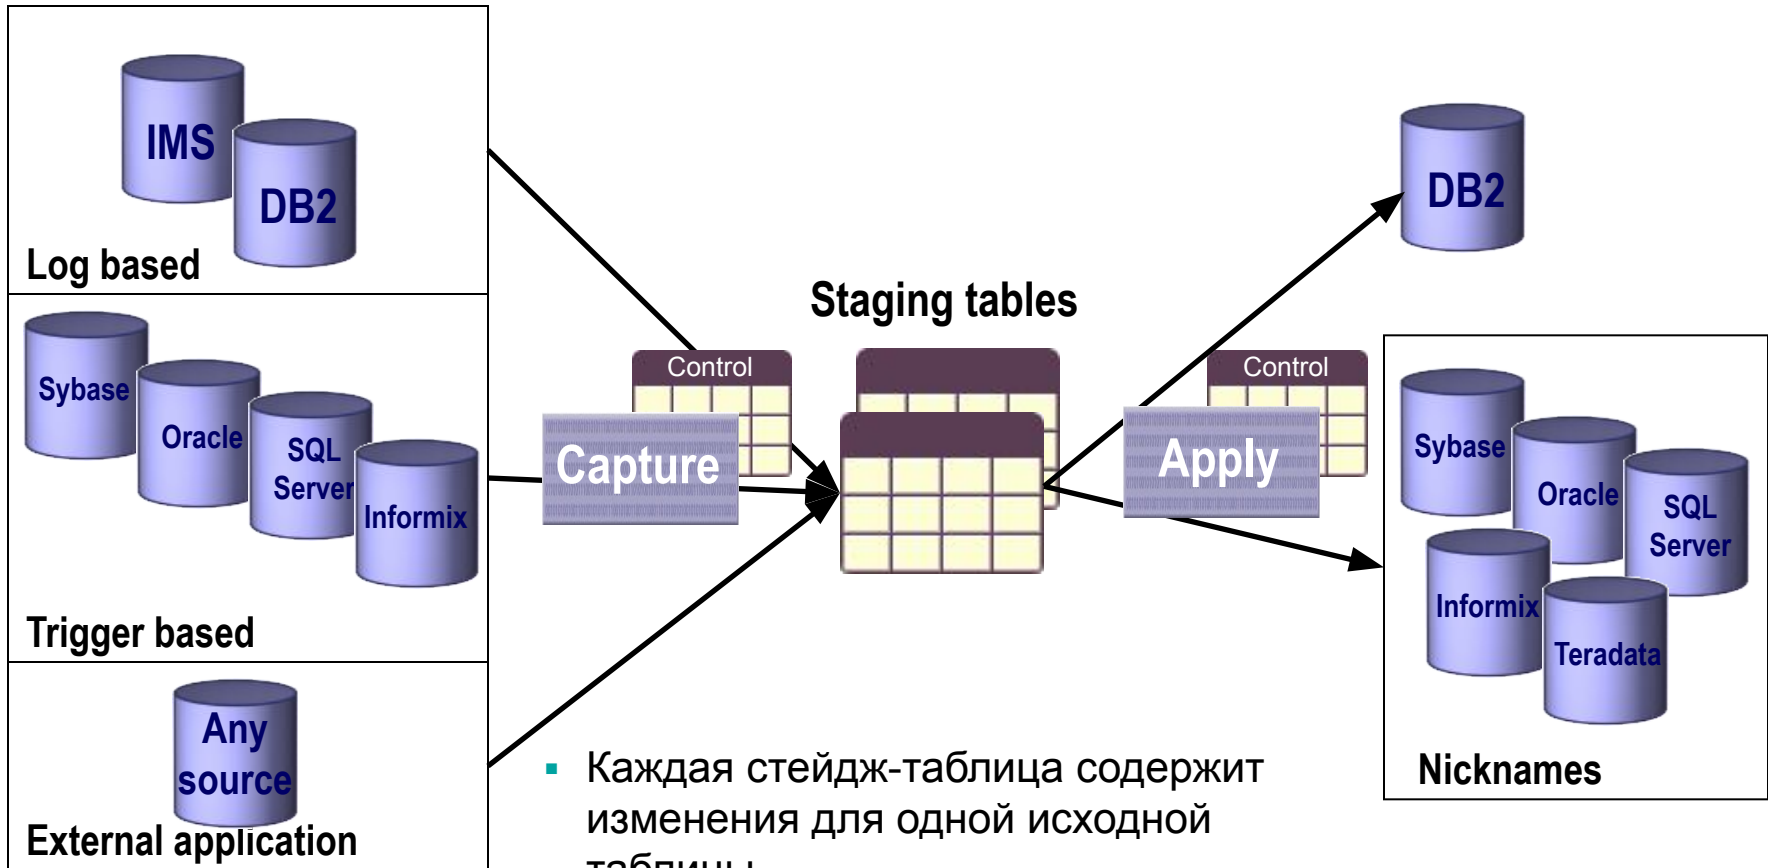 IMS
DB2
Log based
Sybase
Oracle
SQL
Server
Informix
Trigger based
Any
source
External application
Staging tables
Control
Capture
Control
Apply
DB2
Sybase
Oracle
SQL
Server
Informix
Teradata
Nicknames
Каждая стейдж-таблица содержит
изменения для одной исходной
таблицы